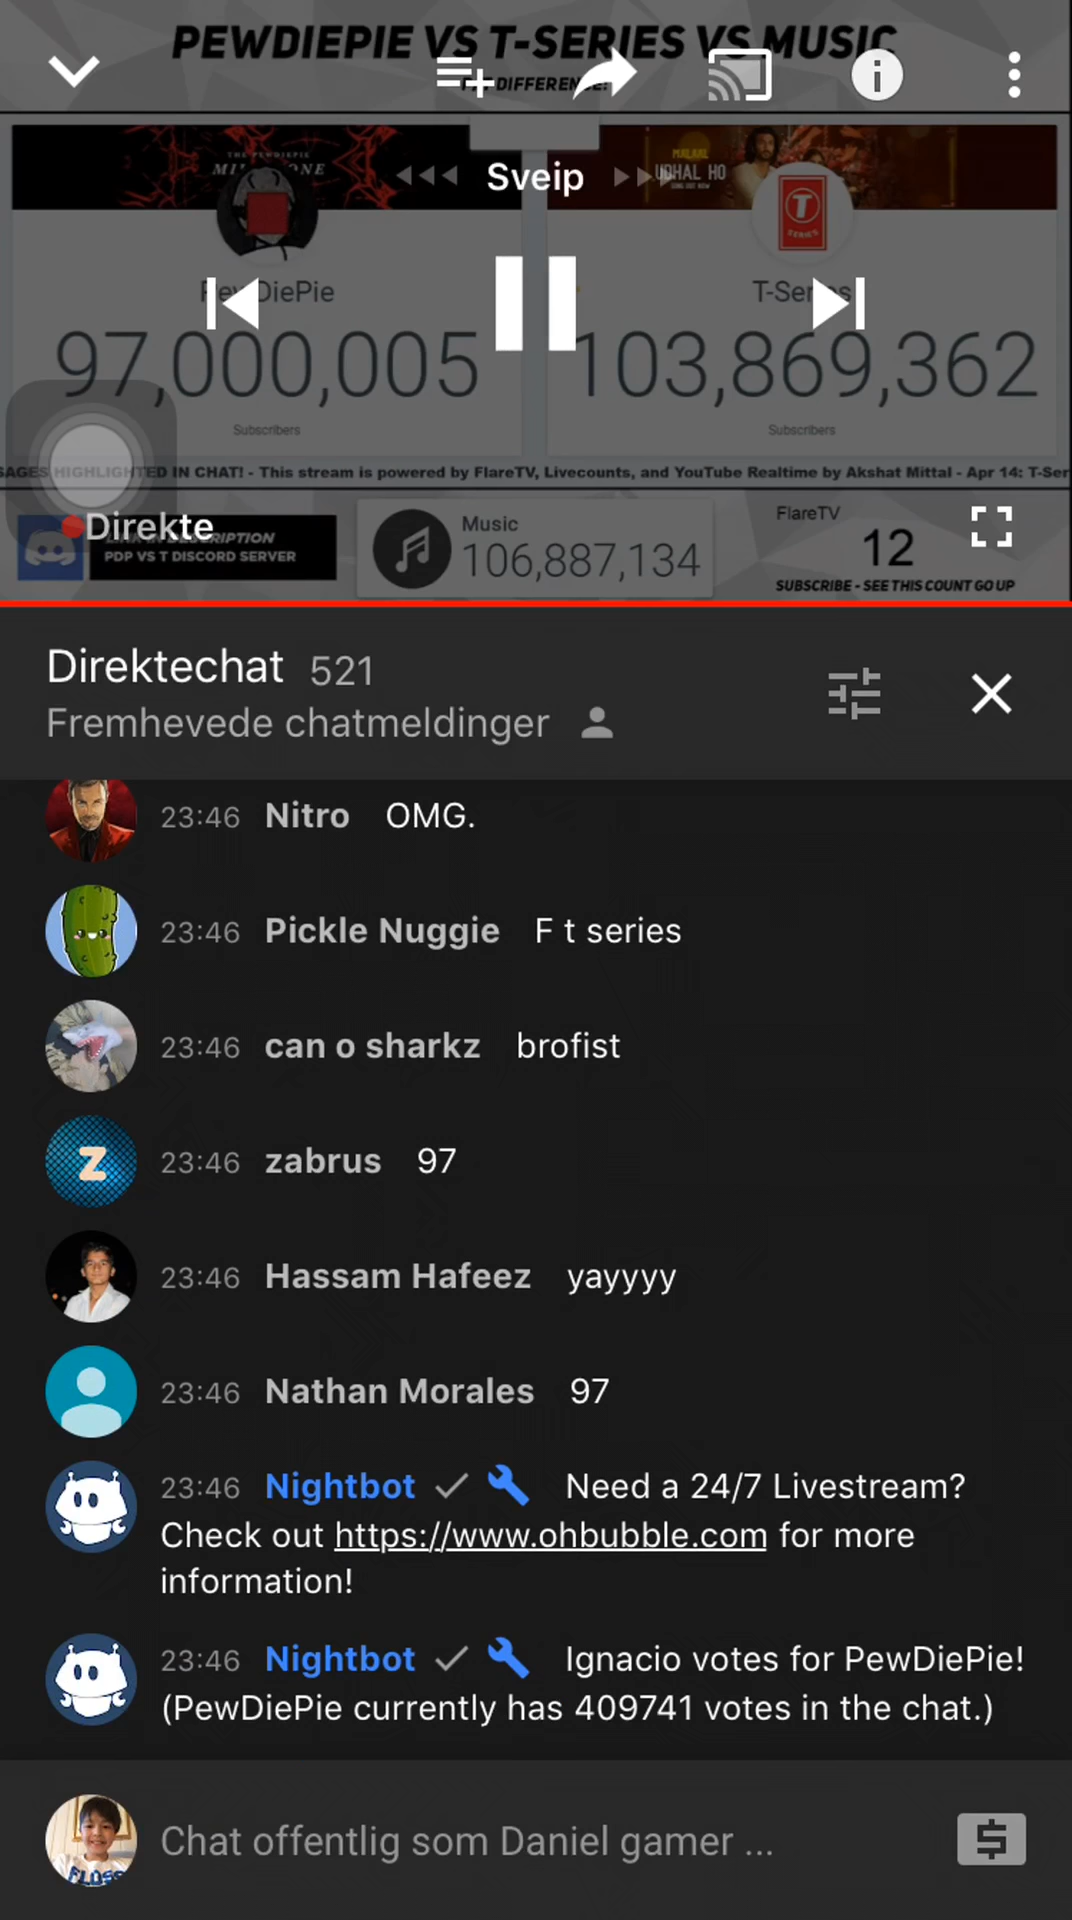 PEWDIEPIE VS T-SERIES VS MUSIC
DIFFERENCE!
Sveip
UDHAL HO
T
SERIES
PewDiePie
T-Series
97,000,005
103,869,362
Subscribers
Subscribers
SAGES HIGHLIGHTED IN CHAT! - This stream is powered by FlareTV, Livecounts, and YouTube Realtime by Akshat Mittal - Apr 14: T-Ser
Direkte
PDP VS T DISCORD SERVER
Music
106,887,134
FlareTV
12
SUBSCRIBE - SEE THIS COUNT GO UP
Direktechat 521
Fremhevede chatmeldinger
23:46 Nitro OMG.
23:46 Pickle Nuggie F t series
23:46 can o sharkz brofist
Z
23:46 zabrus 97
23:46 Hassam Hafeez yayyyy
23:46 Nathan Morales 97
23:46 Nightbot Need a 24/7 Livestream?
Check out https://www.ohbubble.com for more
information!
23:46 Nightbot Ignacio votes for PewDiePie!
(PewDiePie currently has 409741 votes in the chat.)
FLOSS
Chat offentlig som Daniel gamer ...
$